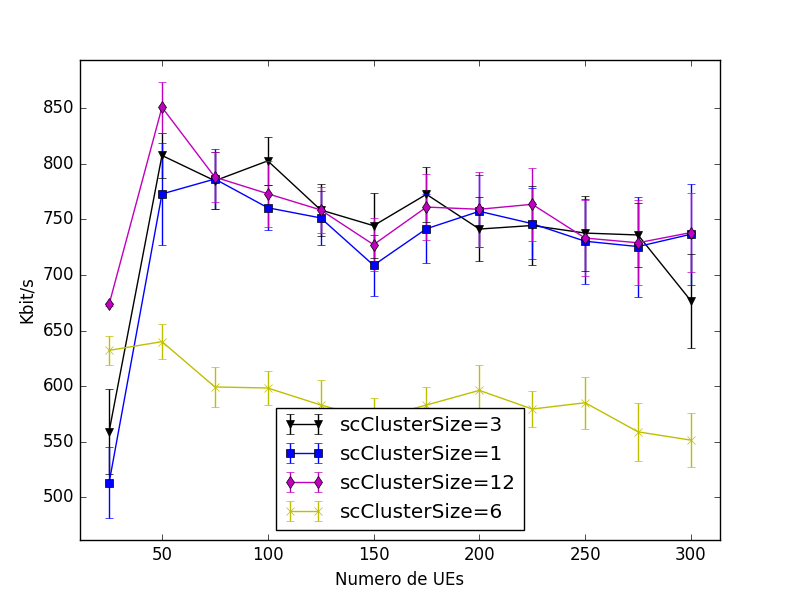 850
800
750
700
650
600
550
500
Kbit/s
scClusterSize=3
scClusterSize=1
scClusterSize=12
scClusterSize=6
50 100 150 200 250 300
Numero de UEs